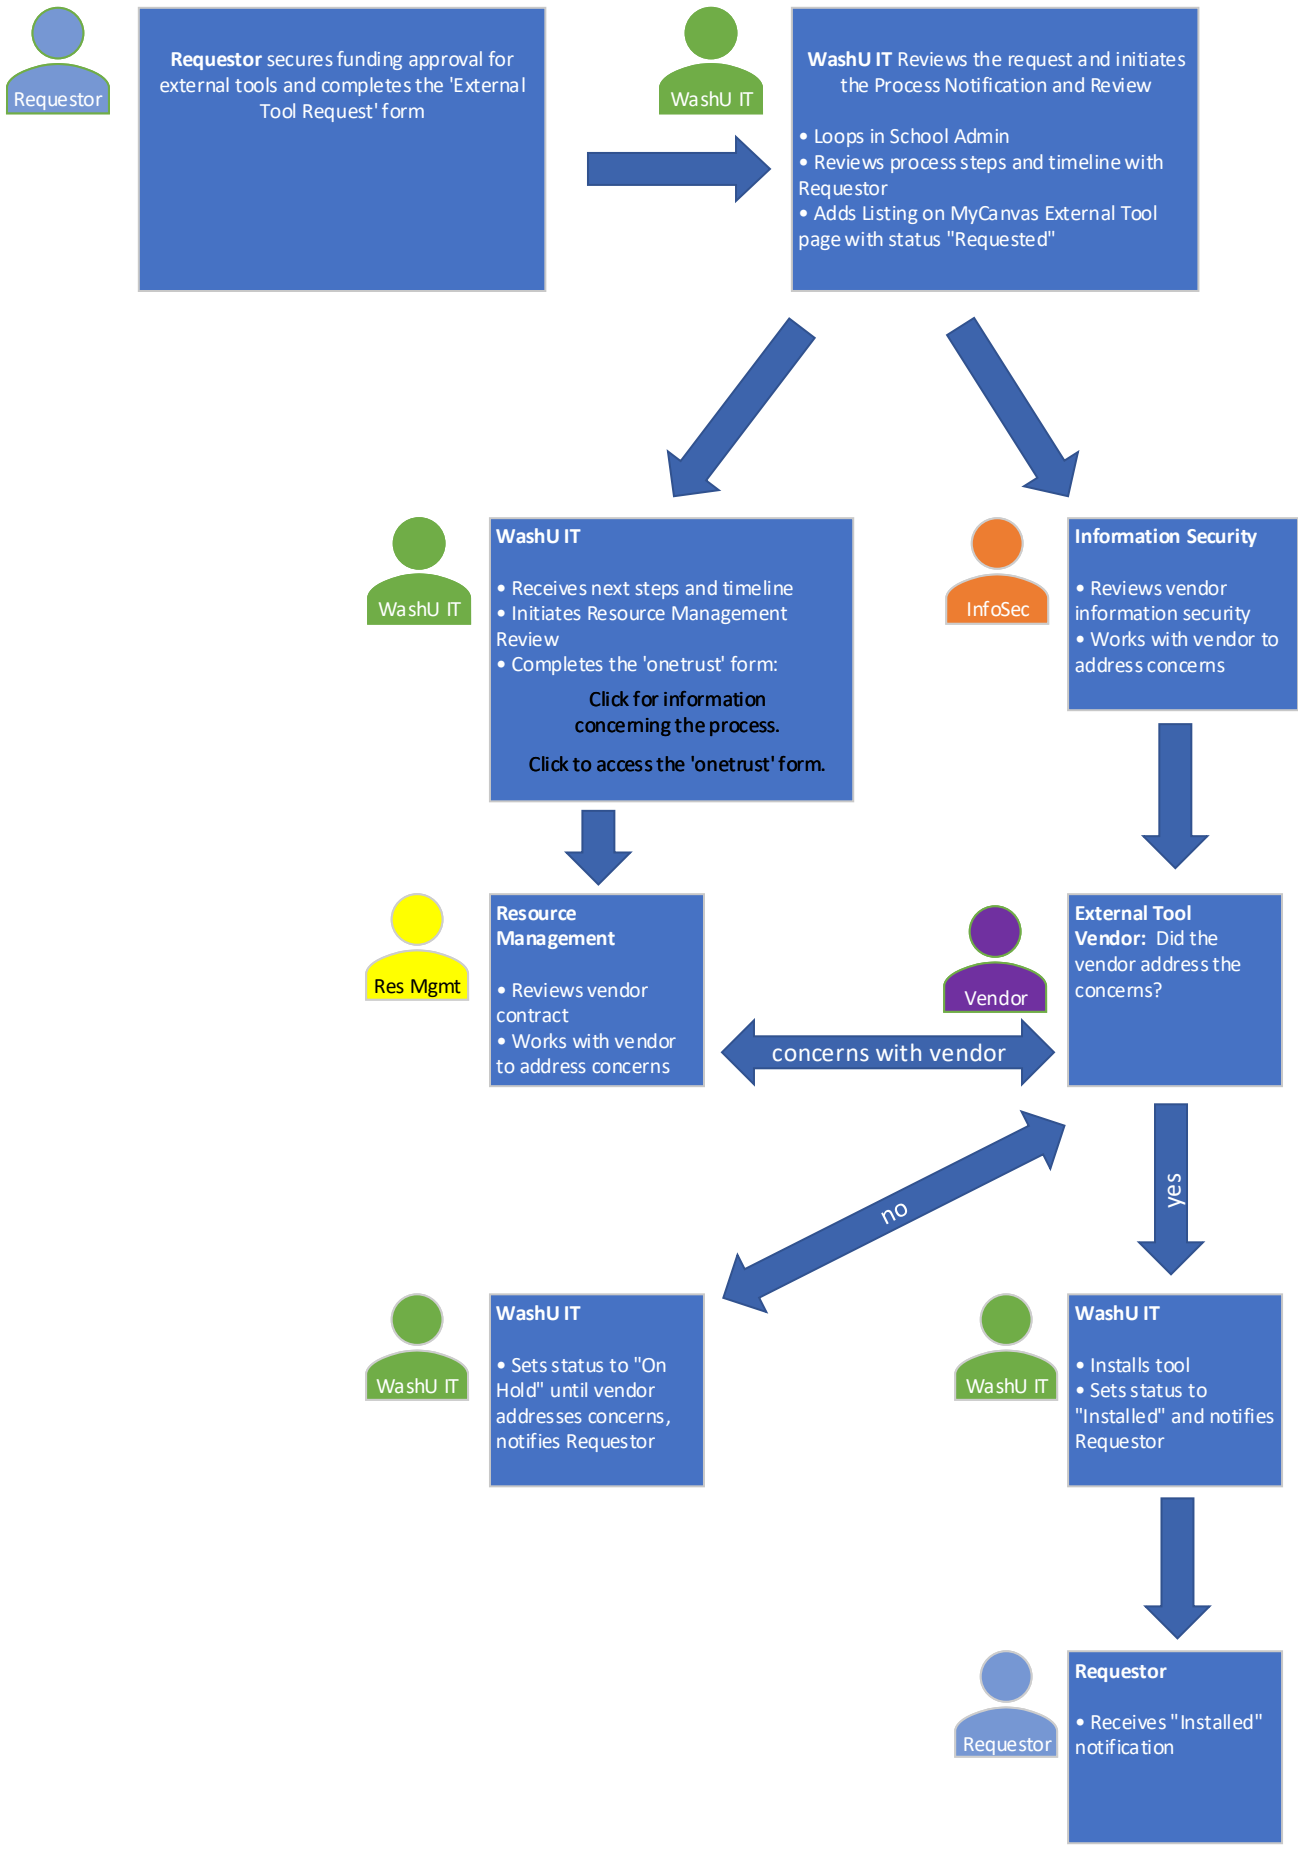 Requestor
Requestor secures funding approval for
external tools and completes the 'External
Tool Request' form
WashU IT
WashU IT Reviews the request and initiates
the Process Notification and Review
• Loops in School Admin
• Reviews process steps and timeline with
Requestor
• Adds Listing on MyCanvas External Tool
page with status "Requested"
WashU IT
WashU IT
• Receives next steps and timeline
• Initiates Resource Management
Review
• Completes the 'onetrust' form:
Click for information
concerning the process.
Click to access the 'onetrust' form.
InfoSec
Information Security
• Reviews vendor
information security
• Works with vendor to
address concerns
Res Mgmt
Resource
Management
• Reviews vendor
contract
• Works with vendor
to address concerns
concerns with vendor
Vendor
External Tool
Vendor: Did the
vendor address the
concerns?
no
yes
WashU IT
WashU IT
• Sets status to "On
Hold" until vendor
addresses concerns,
notifies Requestor
WashU IT
WashU IT
• Installs tool
• Sets status to
"Installed" and notifies
Requestor
Requestor
Requestor
• Receives "Installed"
notification